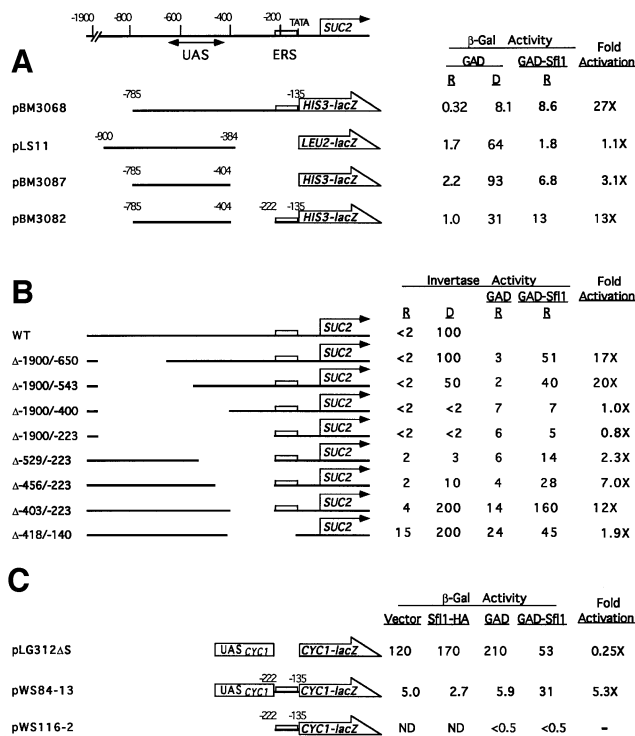 -1900 -800 -600 -400 -200 TATA SUC2
UAS ERS
A
β-Gal Activity Fold Activation
GAD GAD-Sfl1
R D R
pBM3068 -785 -135 HIS3-lacZ 0.32 8.1 8.6 27X
pLS11 -900 -384 LEU2-lacZ 1.7 64 1.8 1.1X
pBM3087 -785 -404 HIS3-lacZ 2.2 93 6.8 3.1X
pBM3082 -785 -404 -222 -135 HIS3-lacZ 1.0 31 13 13X
B
Invertase Activity Fold Activation
GAD GAD-Sfl1
R D R R
WT SUC2 <2 100
Δ-1900/-650 SUC2 <2 100 3 51 17X
Δ-1900/-543 SUC2 <2 50 2 40 20X
Δ-1900/-400 SUC2 <2 <2 7 7 1.0X
Δ-1900/-223 SUC2 <2 <2 6 5 0.8X
Δ-529/-223 SUC2 2 3 6 14 2.3X
Δ-456/-223 SUC2 2 10 4 28 7.0X
Δ-403/-223 SUC2 4 200 14 160 12X
Δ-418/-140 SUC2 15 200 24 45 1.9X
C
β-Gal Activity Fold Activation
Vector Sfl1-HA GAD GAD-Sfl1
pLG312ΔS UAS CYC1 CYC1-lacZ 120 170 210 53 0.25X
pWS84-13 UAS CYC1 -222 -135 CYC1-lacZ 5.0 2.7 5.9 31 5.3X
pWS116-2 -222 -135 CYC1-lacZ ND ND <0.5 <0.5 -